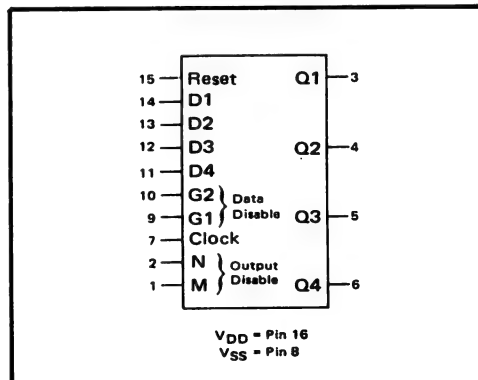 15 Reset Q1 3
14 D1
13 D2
12 D3 Q2 4
11 D4
10 G2 Data
9 G1 Disable Q3 5
7 Clock
2 N Output
1 M Disable Q4 6
VDD = Pin 16
VSS = Pin 8